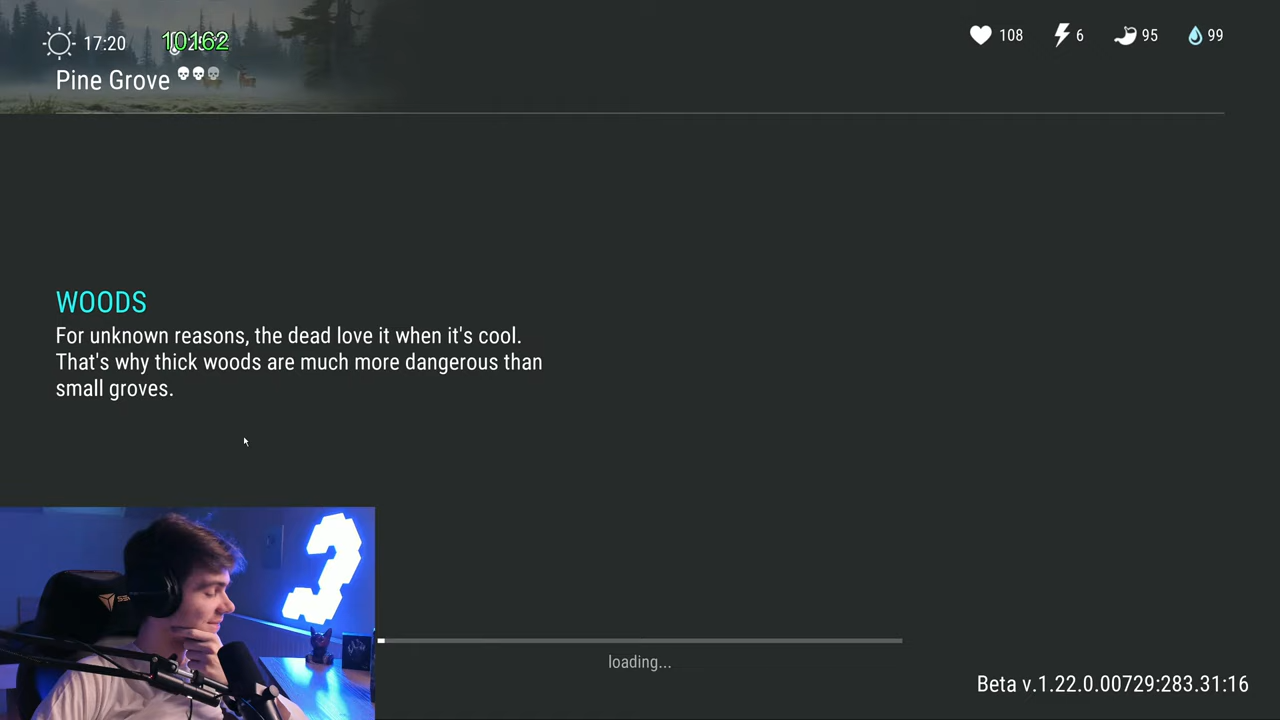 17:20
10162
108
6
95
99
Pine Grove
WOODS
For unknown reasons, the dead love it when it's cool.
That's why thick woods are much more dangerous than
small groves.
loading...
Beta v.1.22.0.00729:283.31:16